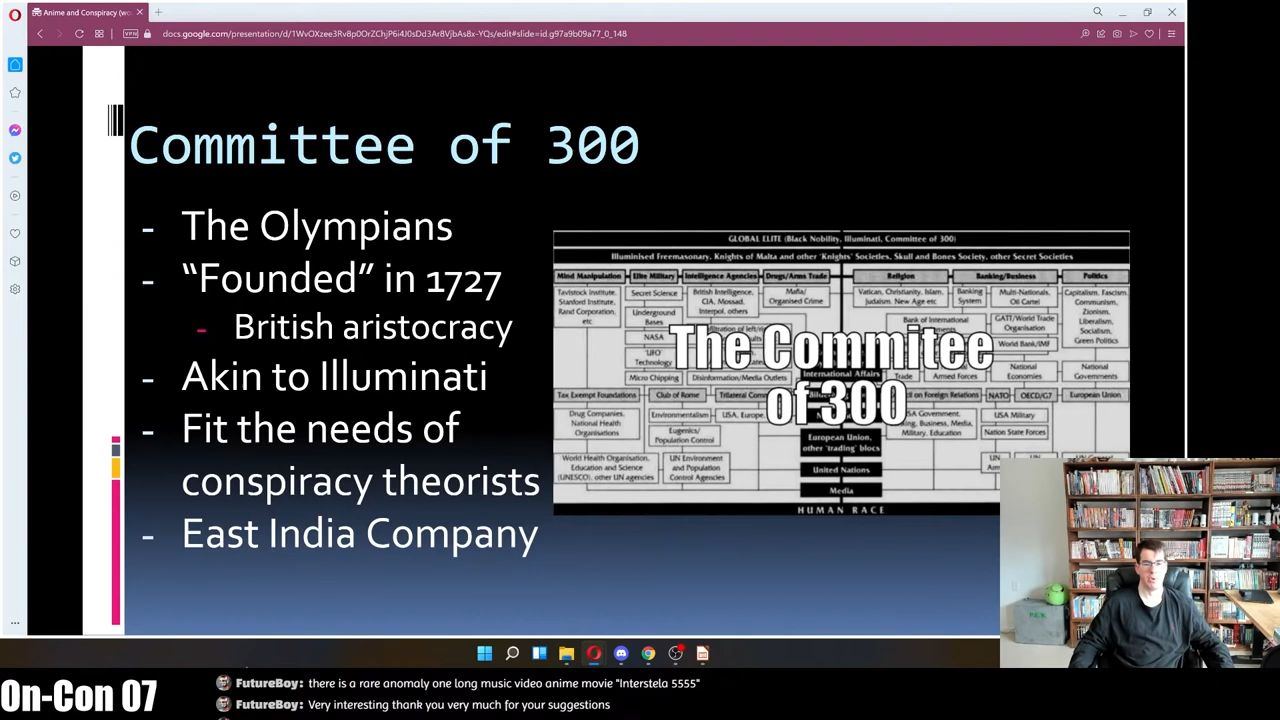 Anime and Conspiracy (wo
docs.google.com/presentation/d/1WvOXzee3Rv8p0OrZChjP6i4J0sDd3Ar8VjbAs8x-YQs/edit#slide=id.g97a9b09a77_0_148
VPN
Committee of 300
- The Olympians
- “Founded” in 1727
- British aristocracy
- Akin to Illuminati
- Fit the needs of
conspiracy theorists
- East India Company
GLOBAL ELITE (Black Nobility, Illuminati, Committee of 300)
Illuminised Freemasonary, Knights of Malta and other 'Knights' Societies, Skull and Bones Society, other Secret Societies
Mind Manipulation
Elite Military
Intelligence Agencies
Drugs/Arms Trade
Religion
Banking/Business
Politics
Tavistock Institute,
Stanford Institute,
Rand Corporation,
etc
Secret Science
Underground
Bases
NASA
'UFO'
Technology
Micro Chipping
British Intelligence,
CIA, Mossad,
Interpol, others
Disinformation/Media Outlets
Mafia/
Organised Crime
Vatican, Christianity, Islam,
Judaism, New Age etc
Banking
System
Bank of International
Multi-Nationals,
Oil Cartel
GATT/World Trade
Organisation
World Bank/IMF
Capitalism, Fascism,
Communism,
Zionism,
Liberalism,
Socialism,
Green Politics
The Commitee
of 300
International Affairs
Trade
Armed Forces
National
Economies
National
Governments
Tax Exempt Foundations
Club of Rome
on Foreign Relations
NATO
OECD/G7
European Union
Drug Companies,
National Health
Organisations
Environmentalism
USA, Europe,
Eugenics/
Population Control
USA Government,
Business, Media,
Military, Education
USA Military
Nation State Forces
European Union,
other 'trading' blocs
World Health Organisation,
Education and Science
(UNESCO), other UN agencies
UN Environment
and Population
Control Agencies
United Nations
Media
HUMAN RACE
On-Con 07
FutureBoy: there is a rare anomaly one long music video anime movie "Interstela 5555"
FutureBoy: Very interesting thank you very much for your suggestions